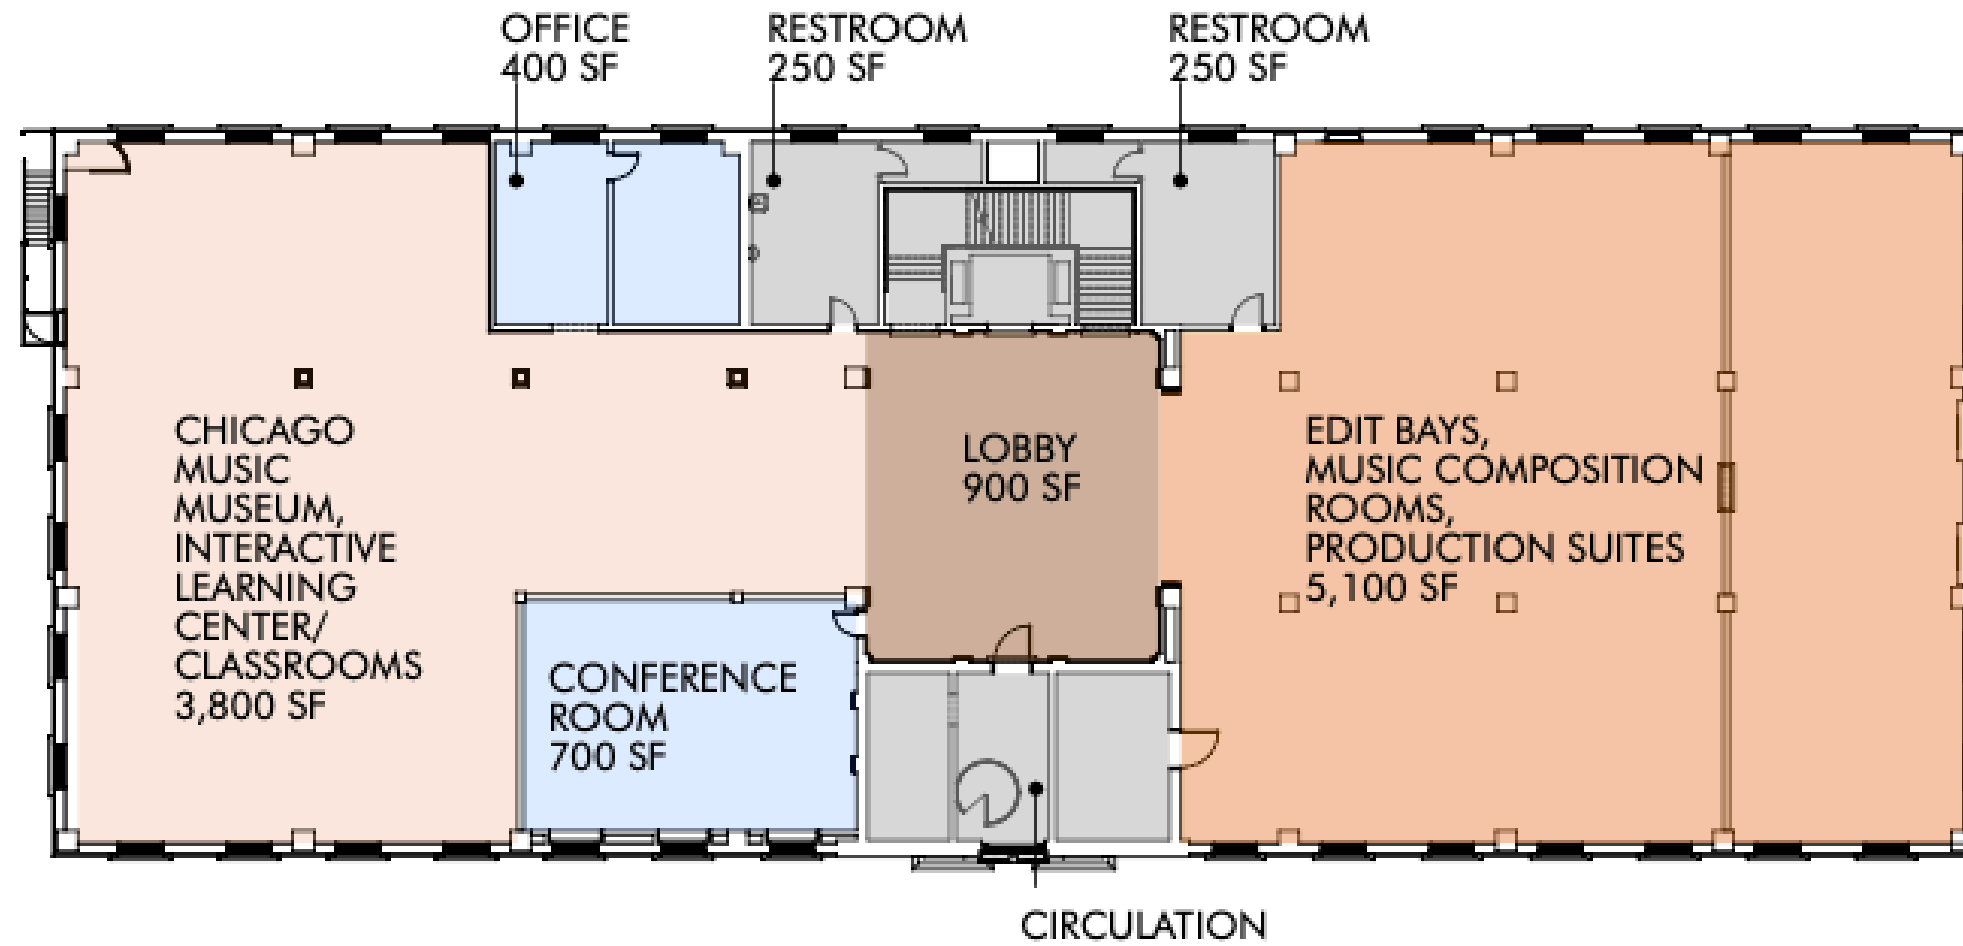 OFFICE
400 SF
RESTROOM
250 SF
RESTROOM
250 SF
CHICAGO
MUSIC
MUSEUM,
INTERACTIVE
LEARNING
CENTER/
CLASSROOMS
3,800 SF
LOBBY
900 SF
EDIT BAYS,
MUSIC COMPOSITION
ROOMS,
PRODUCTION SUITES
5,100 SF
CONFERENCE
ROOM
700 SF
CIRCULATION